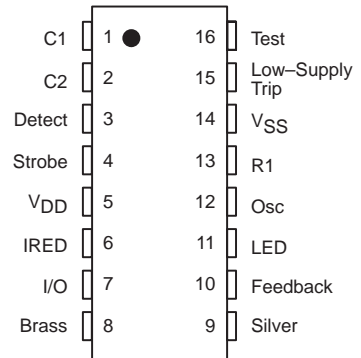 C1 1 16 Test
C2 2 15 Low–Supply Trip
Detect 3 14 VSS
Strobe 4 13 R1
VDD 5 12 Osc
IRED 6 11 LED
I/O 7 10 Feedback
Brass 8 9 Silver